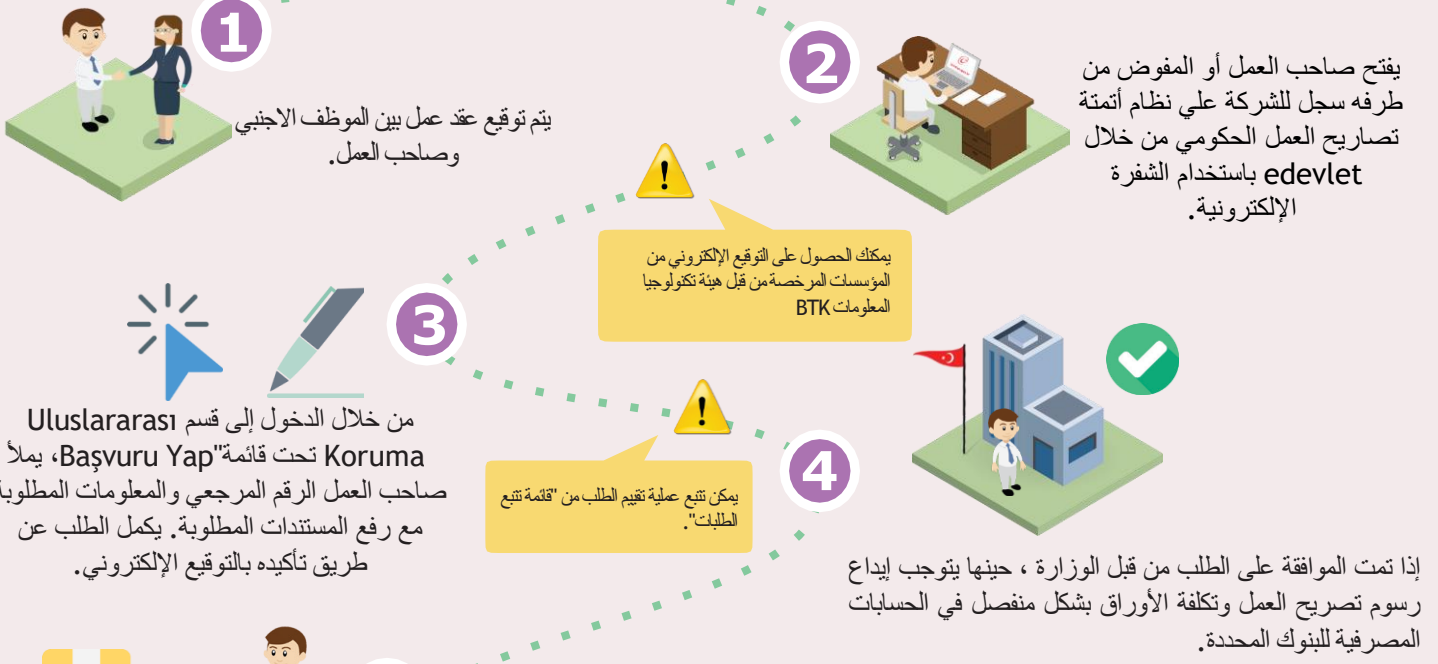 1
يتم توقيع عقد عمل بين الموظف الاجنبي
وصاحب العمل.
2
يفتح صاحب العمل أو المفوض من
طرفه سجل للشركة علي نظام أتمتة
تصاريح العمل الحكومي من خلال
edevlet باستخدام الشفرة
الإلكترونية.
يمكنك الحصول على التوقيع الإلكتروني من
المؤسسات المرخصة من قبل هيئة تكنولوجيا
المعلومات BTK
3
من خلال الدخول إلى قسم Uluslararası
Koruma تحت قائمة"Başvuru Yap، يملأ
صاحب العمل الرقم المرجعي والمعلومات المطلوبة
مع رفع المستندات المطلوبة. يكمل الطلب عن
طريق تأكيده بالتوقيع الإلكتروني.
يمكن تتبع عملية تقييم الطلب من "قائمة تتبع
الطلبات".
4
إذا تمت الموافقة على الطلب من قبل الوزارة ، حينها يتوجب إيداع
رسوم تصريح العمل وتكلفة الأوراق بشكل منفصل في الحسابات
المصرفية للبنوك المحددة.